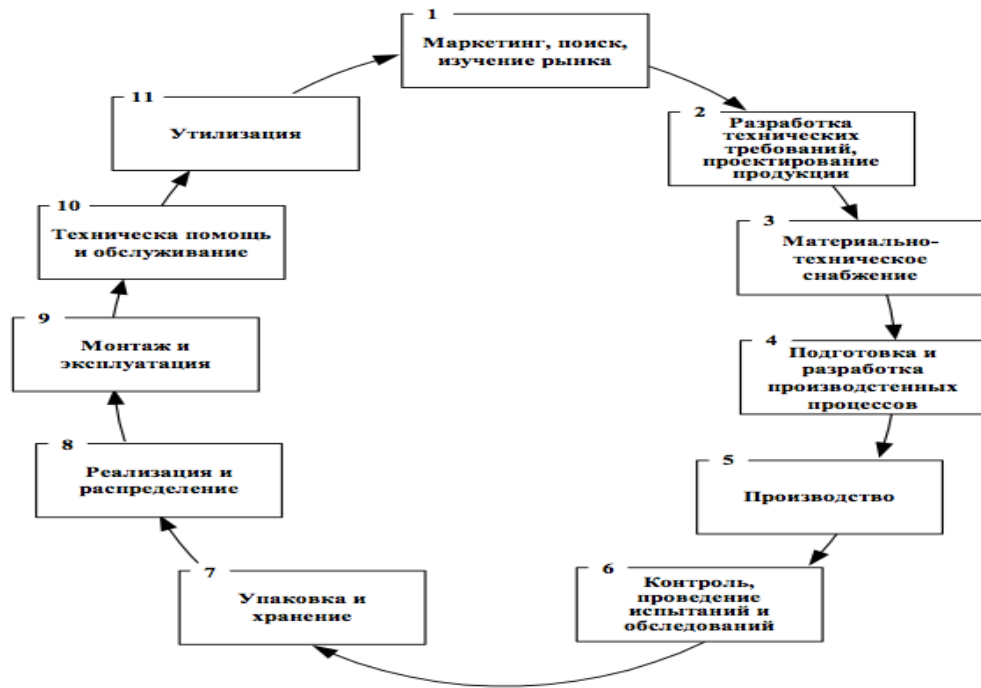 1
Маркетинг, поиск,
изучение рынка
2
Разработка
технических
требований,
проектирование
продукции
3
Материально-
техническое
снабжение
4
Подготовка и
разработка
производстенных
процессов
5
Производство
6
Контроль,
проведение
испытаний и
обследований
7
Упаковка и
хранение
8
Реализация и
распределение
9
Монтаж и
эксплуатация
10
Техническа помощь
и обслуживание
11
Утилизация